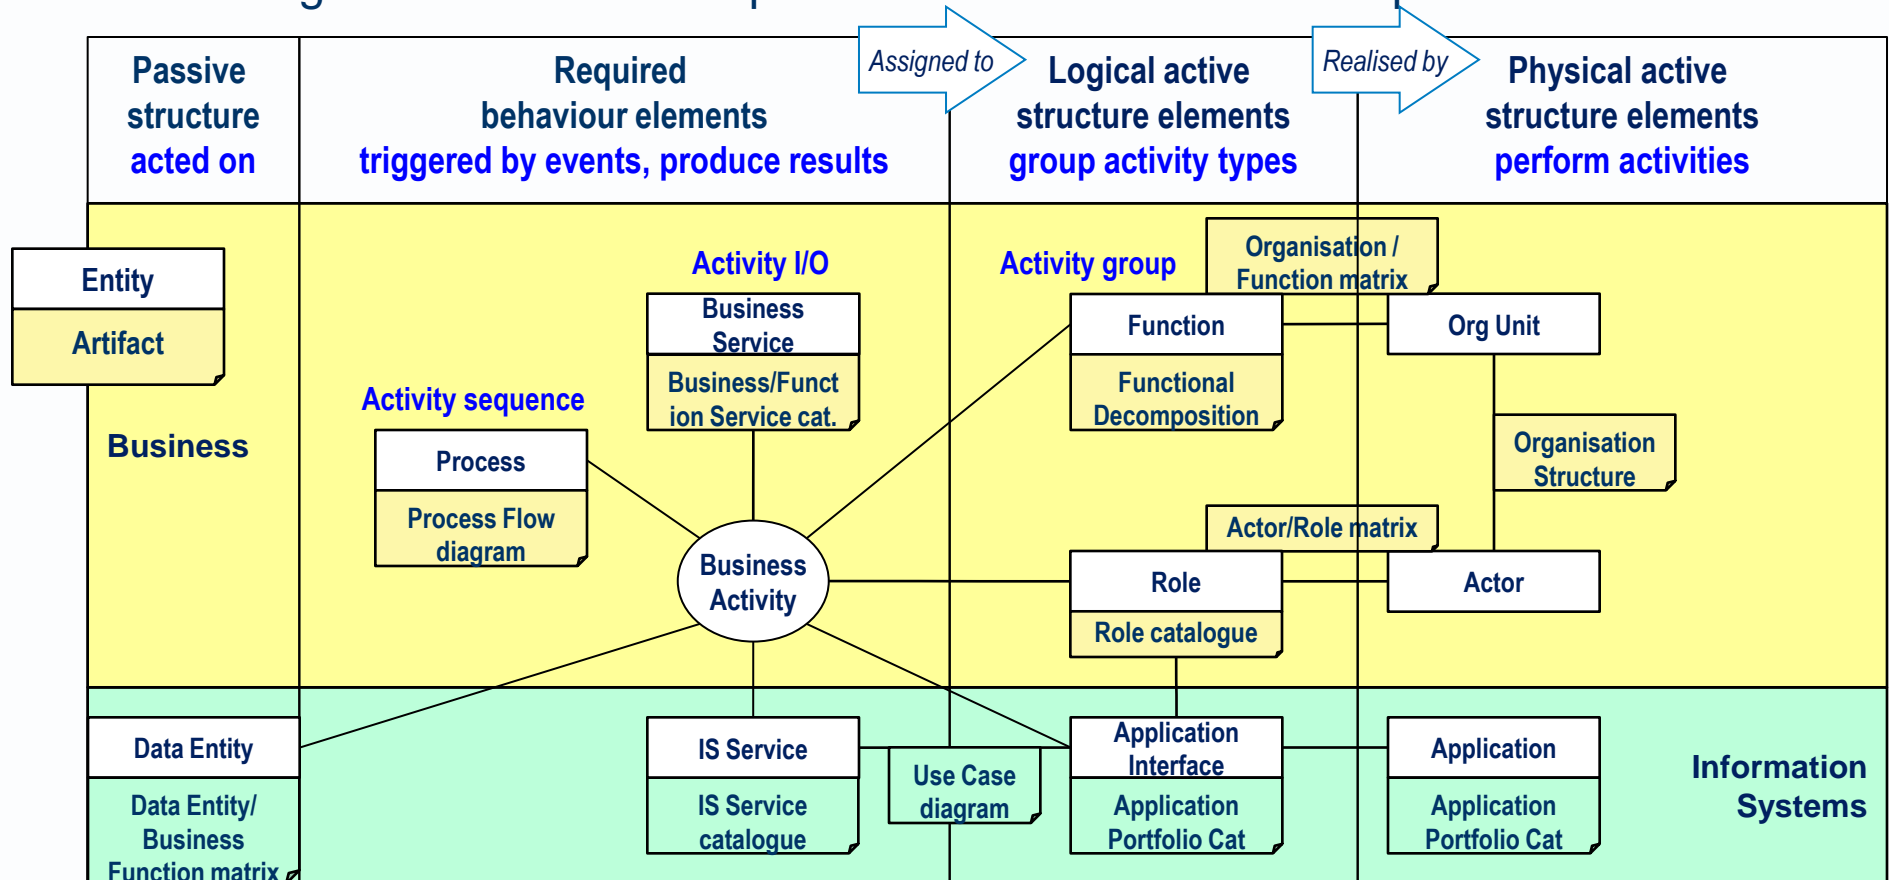 Assigned to
Realised by
Passive
structure
acted on
Required
behaviour elements
triggered by events, produce results
Logical active
structure elements
group activity types
Physical active
structure elements
perform activities
Entity
Artifact
Business
Activity sequence
Process
Process Flow
diagram
Activity I/O
Business
Service
Business/Funct
ion Service cat.
Business
Activity
Activity group
Organisation /
Function matrix
Function
Functional
Decomposition
Org Unit
Organisation
Structure
Actor/Role matrix
Role
Role catalogue
Actor
Data Entity
Data Entity/
Business
Function matrix
IS Service
IS Service
catalogue
Use Case
diagram
Application
Interface
Application
Portfolio Cat
Application
Application
Portfolio Cat
Information
Systems